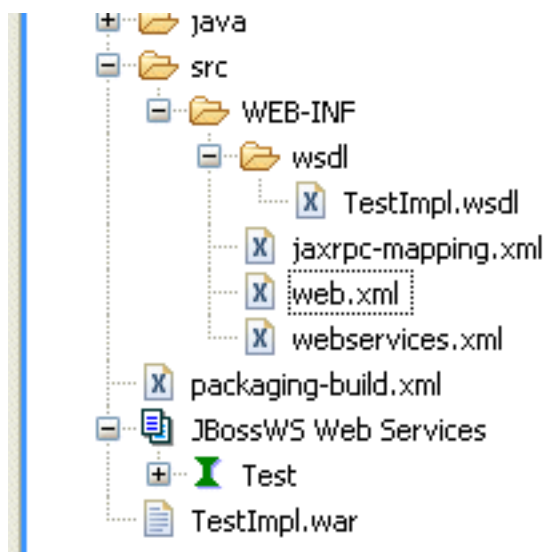 java
src
WEB-INF
wsdl
TestImpl.wsdl
jaxrpc-mapping.xml
web.xml
webservices.xml
packaging-build.xml
JBossWS Web Services
Test
TestImpl.war